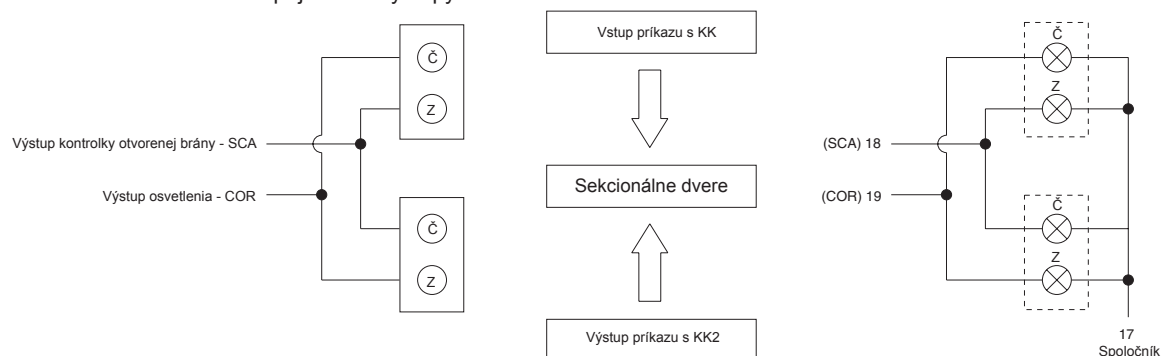 Č
Z
Výstup kontrolky otvorenej brány - SCA
Výstup osvetlenia - COR
Č
Z
Vstup príkazu s KK
Sekcionálne dvere
Výstup príkazu s KK2
Č
Z
(SCA) 18
(COR) 19
Č
Z
17
Spoločník